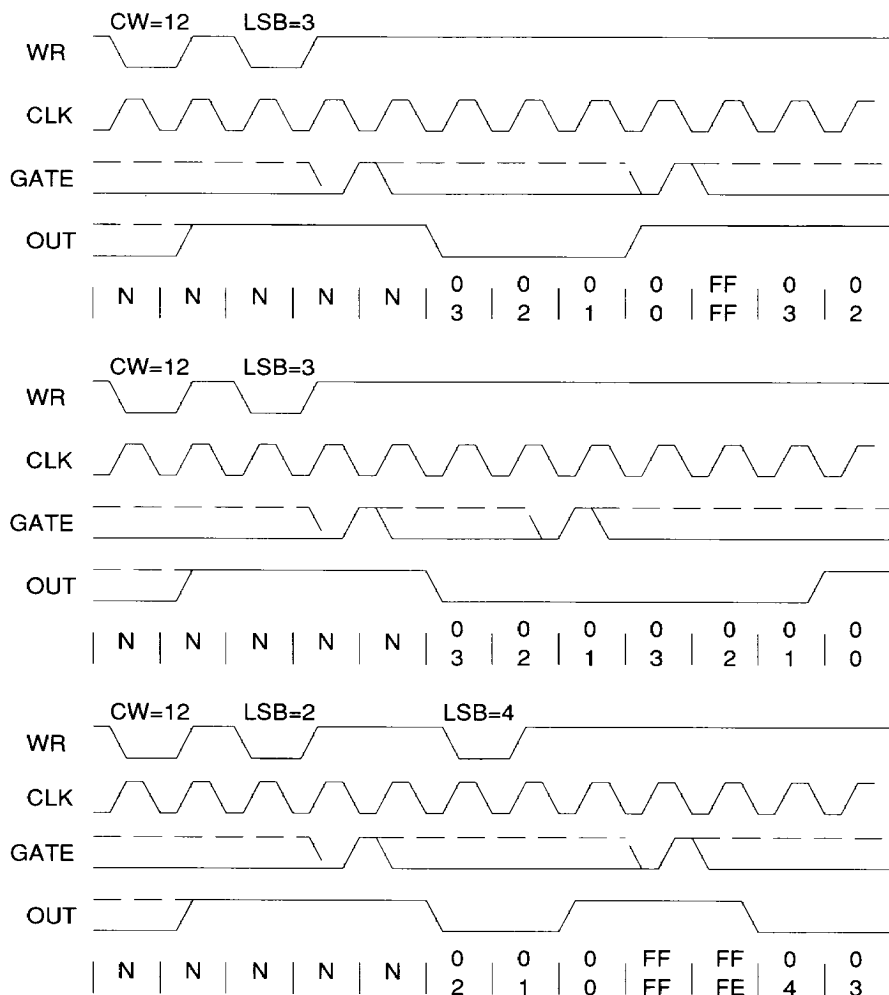 CW=12 LSB=3
WR
CLK
GATE
OUT
N N N N N 0 0 0 0 FF 0 0
3 2 1 0 FF 3 2
CW=12 LSB=3
WR
CLK
GATE
OUT
N N N N N 0 0 0 0 0 0 0
3 2 1 3 2 1 0
CW=12 LSB=2 LSB=4
WR
CLK
GATE
OUT
N N N N N 0 0 0 FF FF 0 0
2 1 0 FF FE 4 3